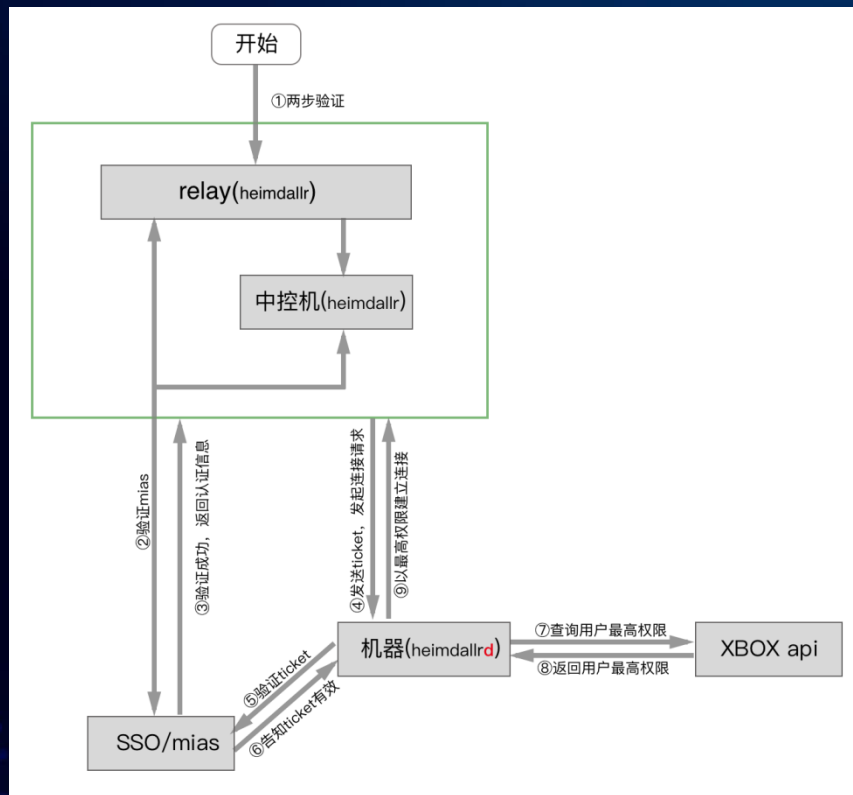 开始
①两步验证
relay(heimdallr)
中控机(heimdallr)
②验证mias
③验证成功，返回认证信息
④发送ticket，发起连接请求
⑨以最高权限建立连接
机器(heimdallrd)
⑦查询用户最高权限
⑧返回用户最高权限
XBOX api
⑤验证ticket
⑥告知ticket有效
SSO/mias